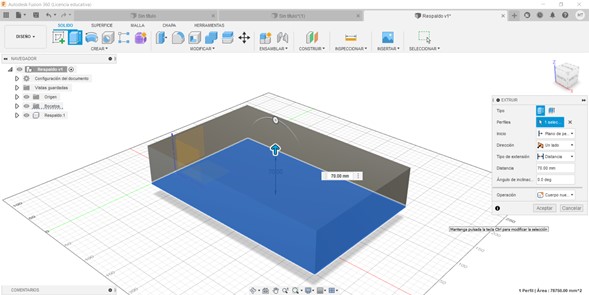 Autodesk Fusion 360 (Licencia educativa)
Sin título*
Sin título*(1)
Respaldo v1*
DISEÑO
SÓLIDO SUPERFICIE MALLA CHAPA HERRAMIENTAS
CREAR MODIFICAR ENSAMBLAR CONSTRUIR INSPECCIONAR INSERTAR SELECCIONAR
NAVEGADOR
Respaldo v1
Configuración del documento
Vistas guardadas
Origen
Bocetos
Respaldo 1
70.00 mm
EXTRUIR
Tipo
Perfiles 1 selec...
Inicio Plano de pe...
Dirección Un lado
Tipo de extensión Distancia
Distancia 70.00 mm
Ángulo de inclinac... 0.0 deg
Operación Cuerpo nue...
Aceptar Cancelar
Mantenga pulsada la tecla Ctrl para modificar la selección
COMENTARIOS
1 Perfil | Área : 78750.00 mm^2